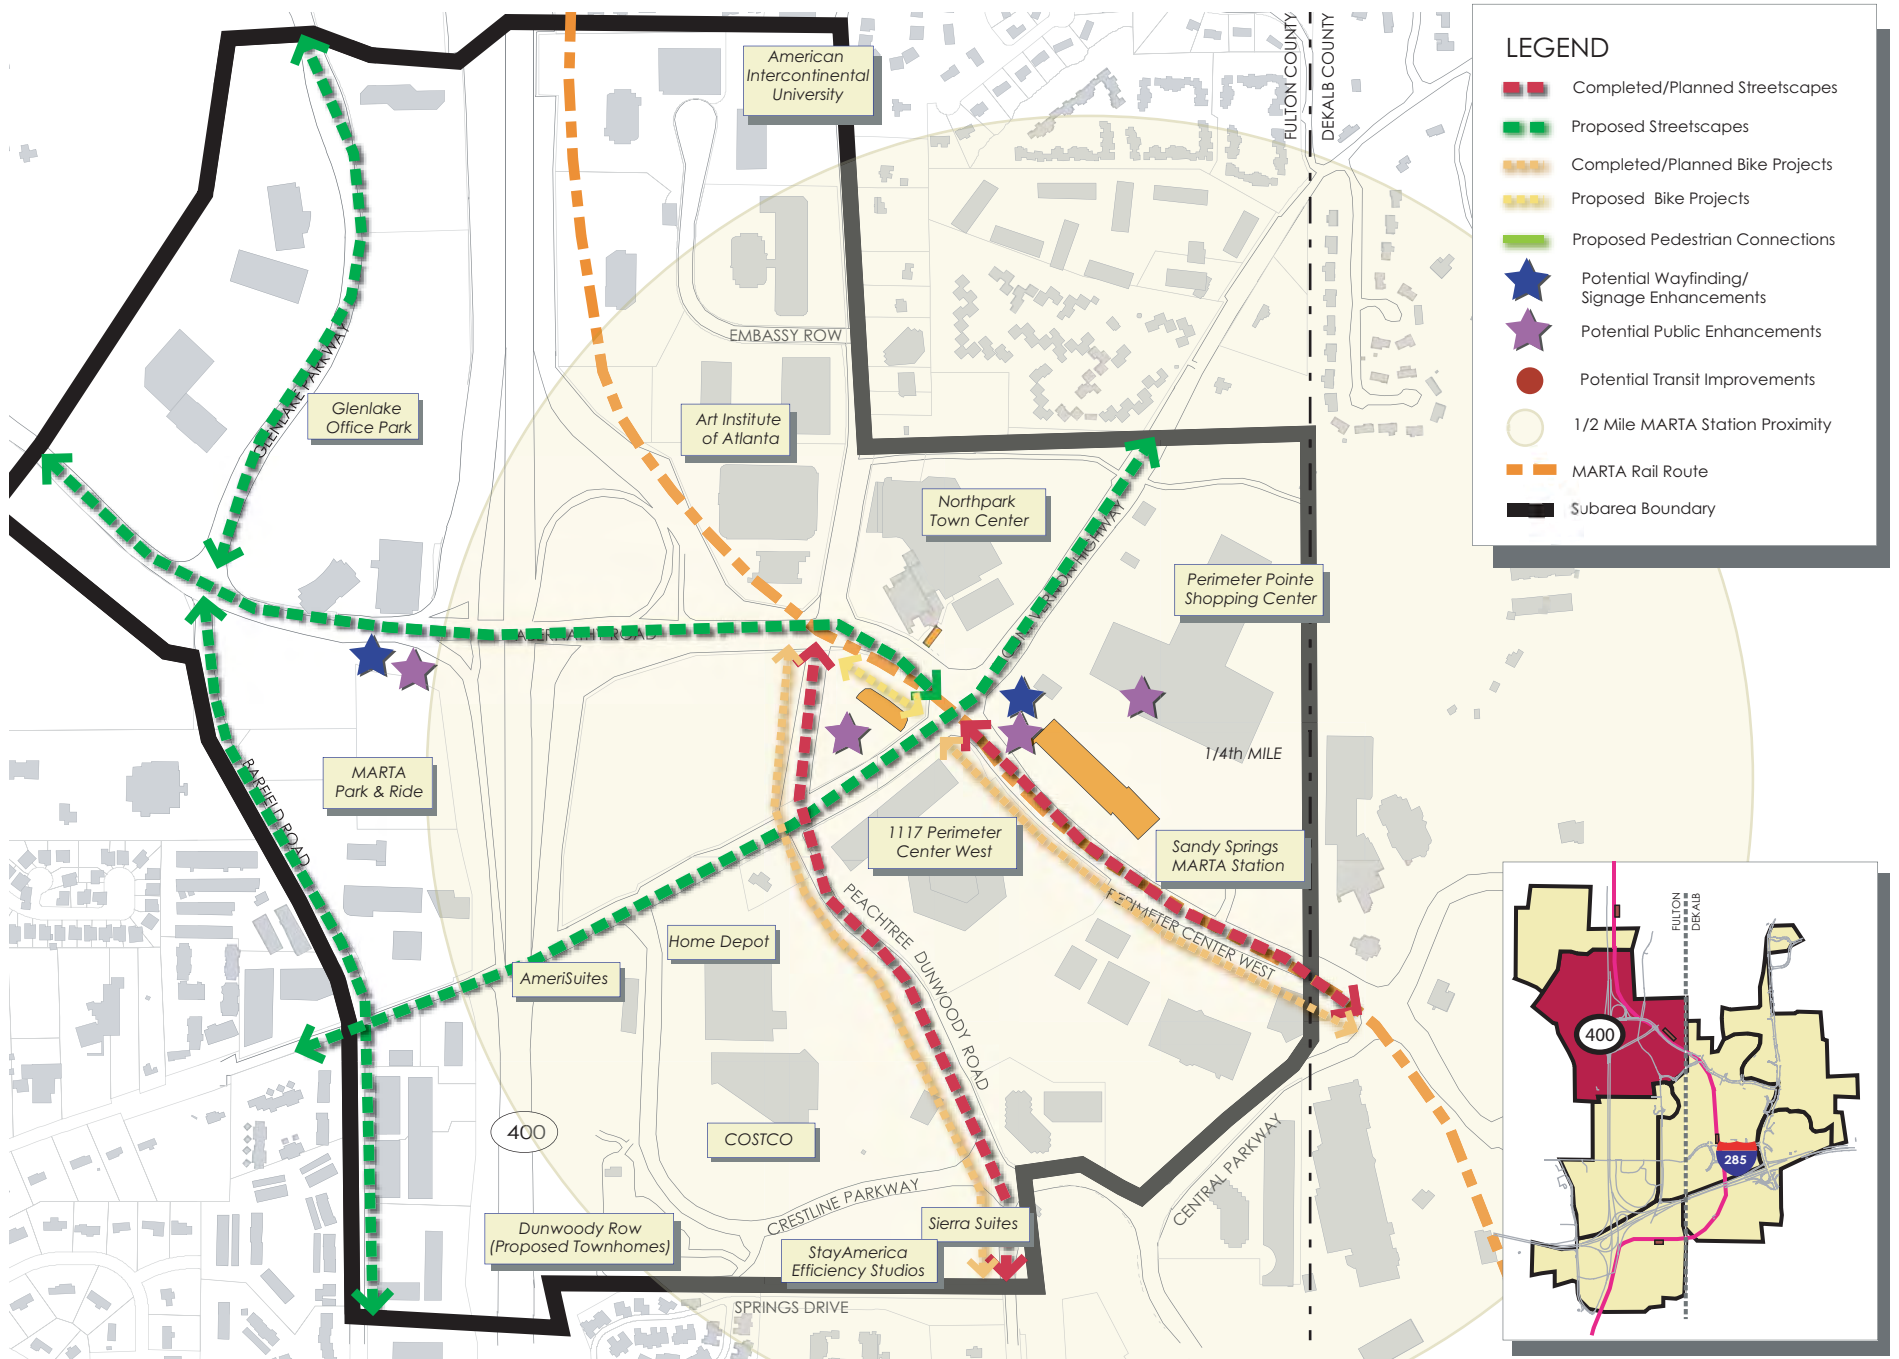 American
Intercontinental
University
FULTON COUNTY
DEKALB COUNTY
LEGEND
Completed/Planned Streetscapes
Proposed Streetscapes
Completed/Planned Bike Projects
Proposed Bike Projects
Proposed Pedestrian Connections
Potential Wayfinding/
Signage Enhancements
Potential Public Enhancements
Potential Transit Improvements
1/2 Mile MARTA Station Proximity
MARTA Rail Route
Subarea Boundary
EMBASSY ROW
GLENLAKE PARKWAY
Glenlake
Office Park
Art Institute
of Atlanta
Northpark
Town Center
HIGHWAY
Perimeter Pointe
Shopping Center
ABERNATHY ROAD
1/4th MILE
BARFIELD ROAD
MARTA
Park & Ride
1117 Perimeter
Center West
Sandy Springs
MARTA Station
PERIMETER CENTER WEST
PEACHTREE DUNWOODY ROAD
Home Depot
AmeriSuites
400
COSTCO
CRESTLINE PARKWAY
CENTRAL PARKWAY
Dunwoody Row
(Proposed Townhomes)
Sierra Suites
StayAmerica
Efficiency Studios
SPRINGS DRIVE
FULTON
DEKALB
400
285